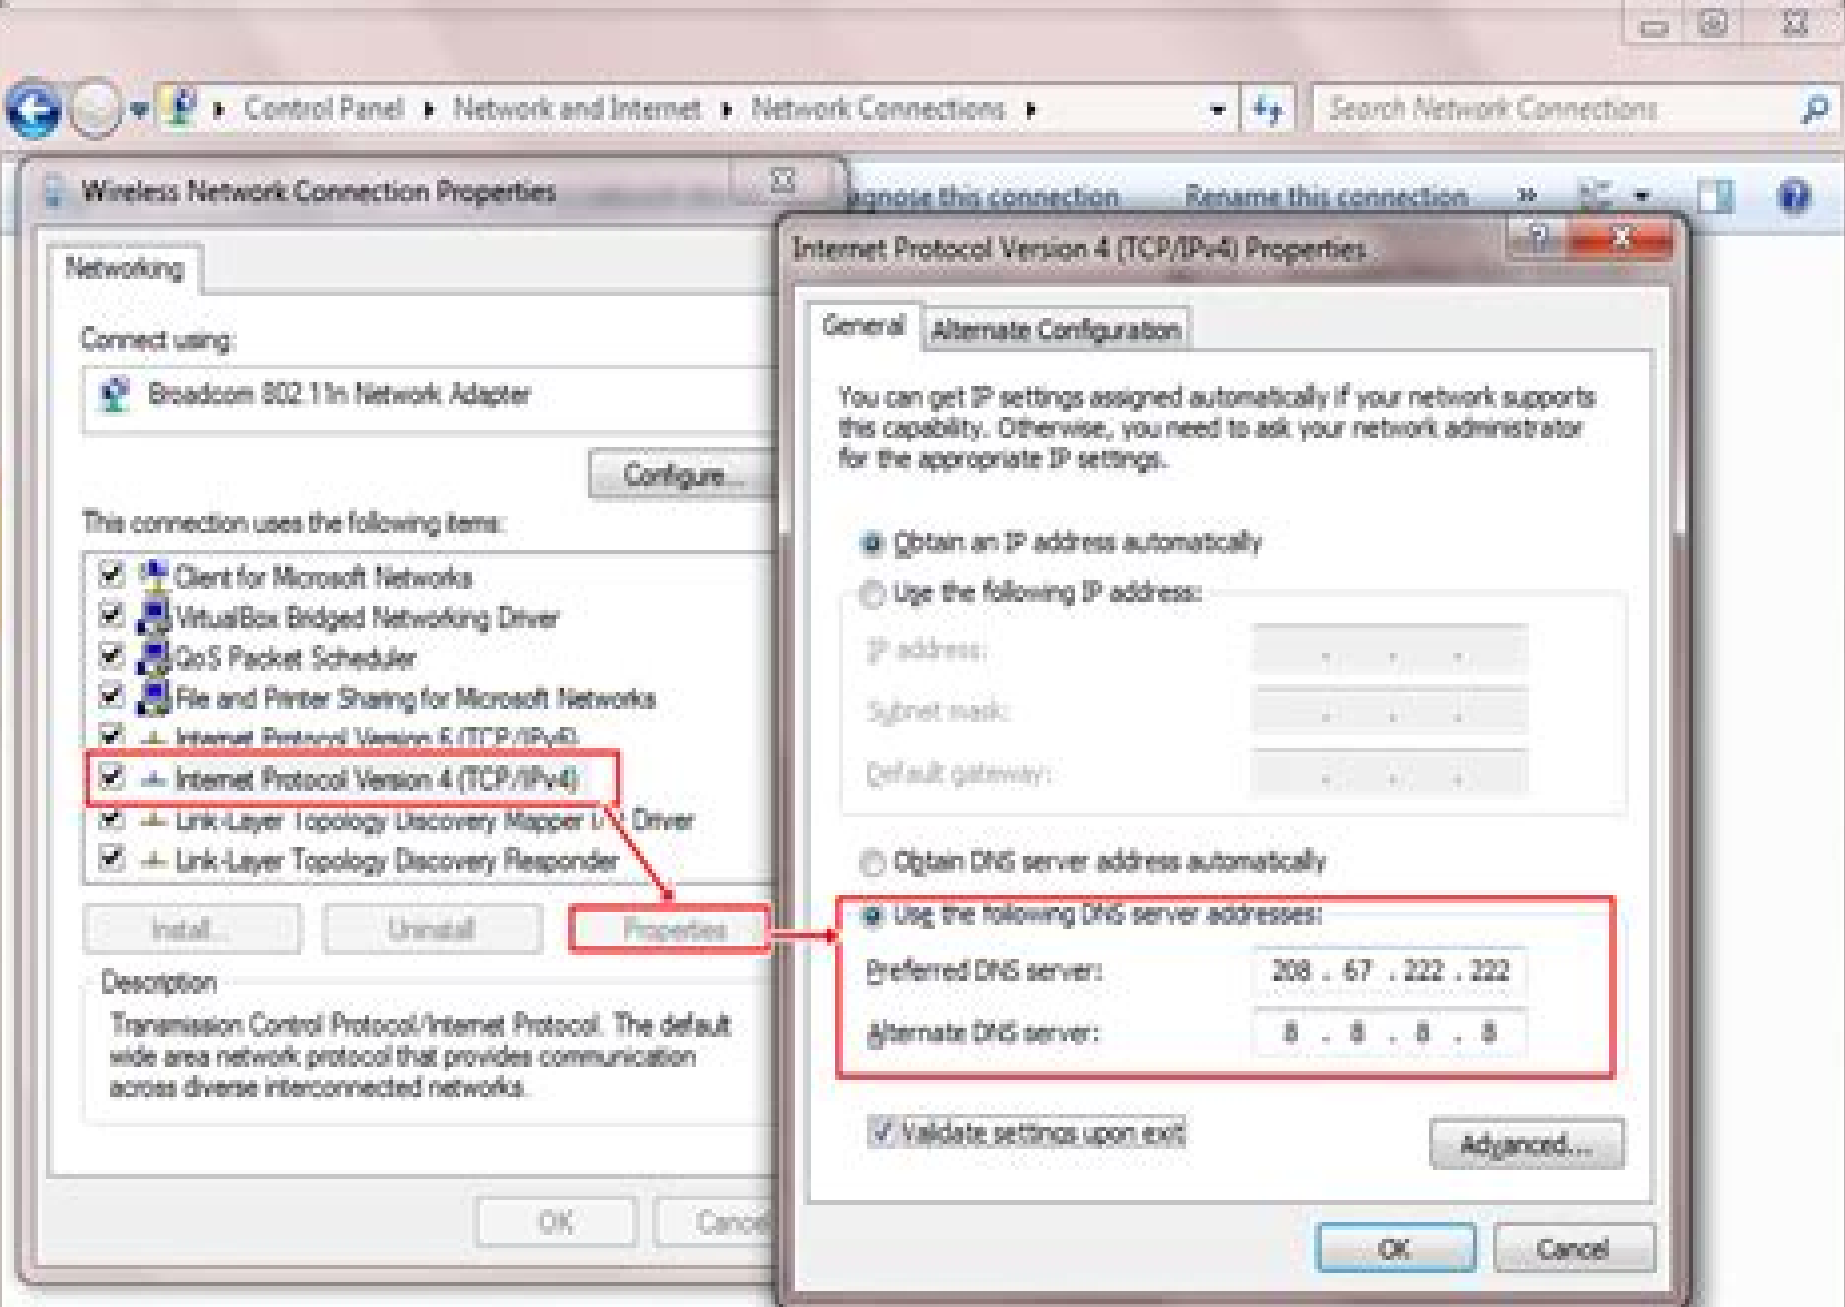 Control Panel Network and Internet Network Connections
Search Network Connections
agnose this connection Rename this connection »
Wireless Network Connection Properties
Networking
Connect using:
Broadcom 802.11n Network Adapter
Configure...
This connection uses the following items:
Client for Microsoft Networks
VirtualBox Bridged Networking Driver
QoS Packet Scheduler
File and Printer Sharing for Microsoft Networks
Internet Protocol Version 6 (TCP/IPv6)
Internet Protocol Version 4 (TCP/IPv4)
Link-Layer Topology Discovery Mapper I/O Driver
Link-Layer Topology Discovery Responder
Install... Uninstall Properties
Description
Transmission Control Protocol/Internet Protocol. The default
wide area network protocol that provides communication
across diverse interconnected networks.
OK Cancel
Internet Protocol Version 4 (TCP/IPv4) Properties
General Alternate Configuration
You can get IP settings assigned automatically if your network supports
this capability. Otherwise, you need to ask your network administrator
for the appropriate IP settings.
Obtain an IP address automatically
Use the following IP address:
IP address: . . .
Subnet mask: . . .
Default gateway: . . .
Obtain DNS server address automatically
Use the following DNS server addresses:
Preferred DNS server: 208 . 67 . 222 . 222
Alternate DNS server: 8 . 8 . 8 . 8
Validate settings upon exit
Advanced...
OK Cancel